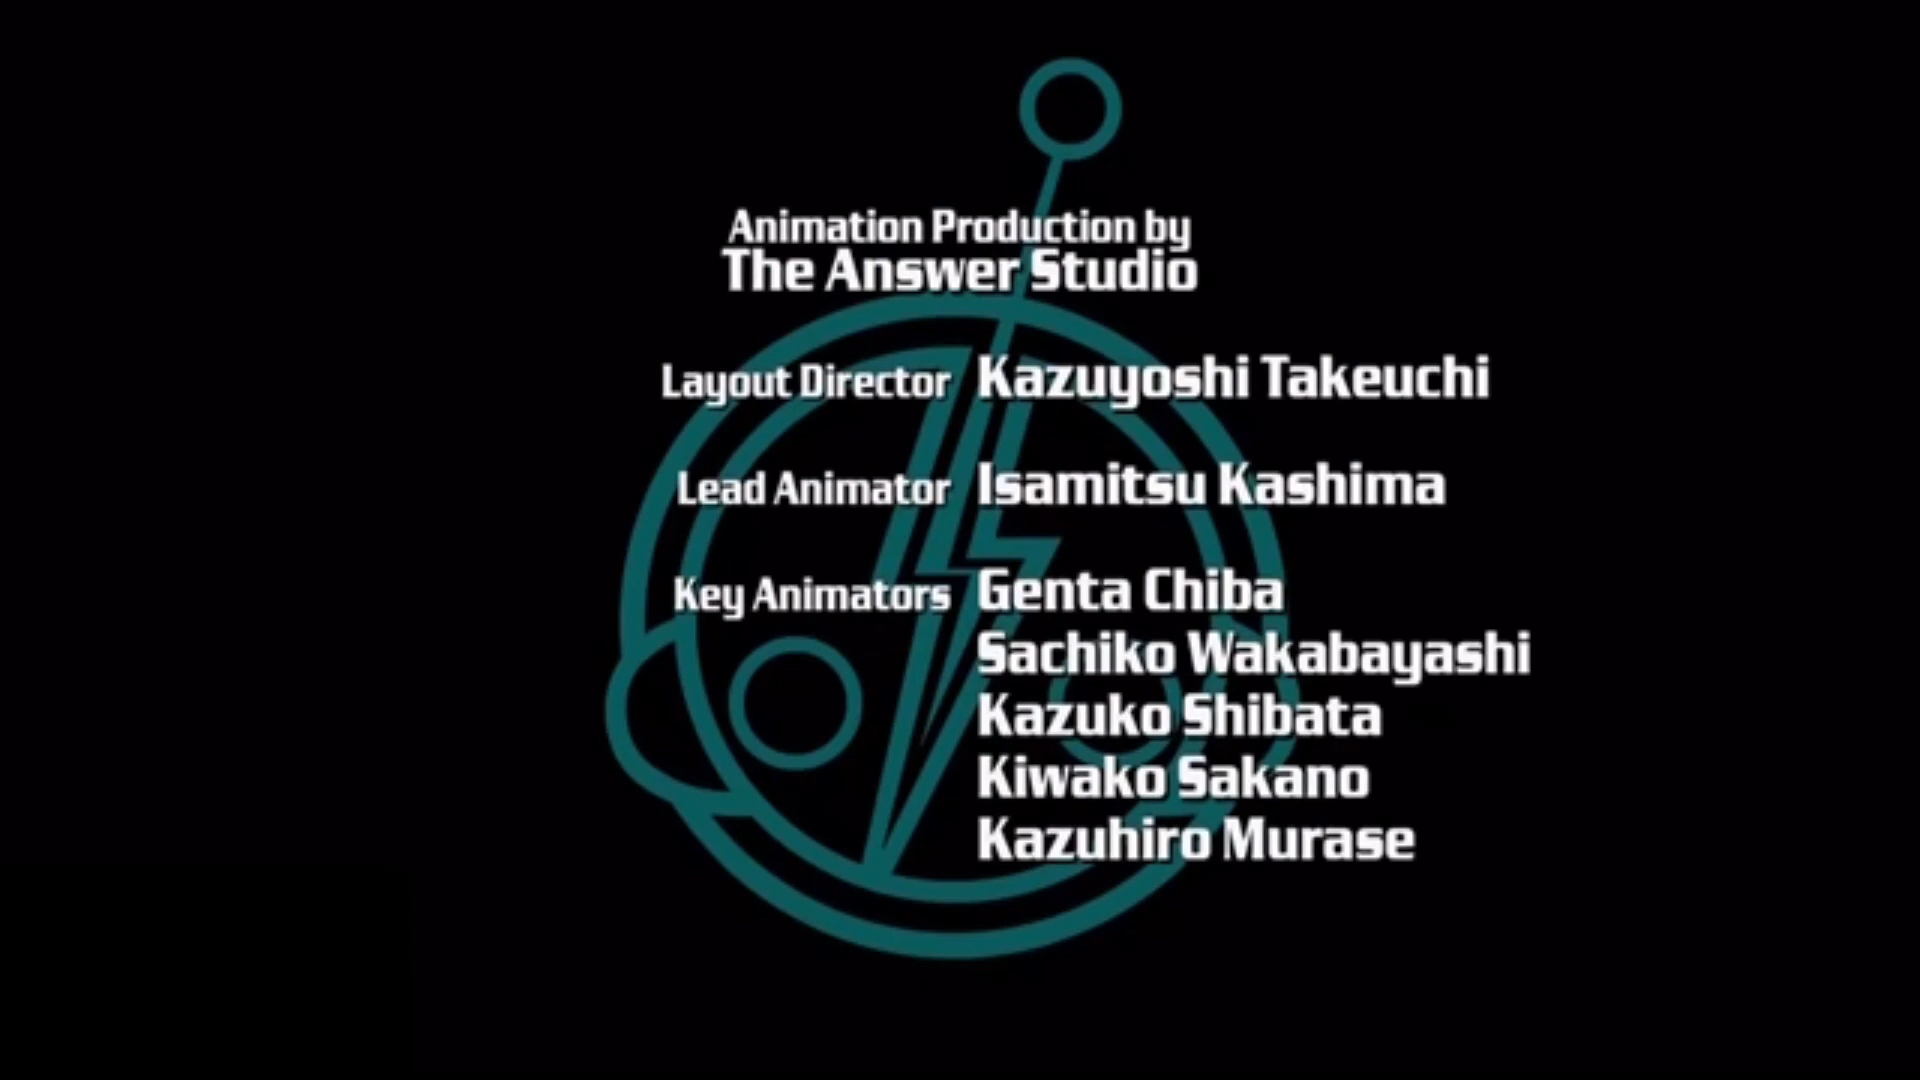 Animation Production by
The Answer Studio
Layout Director Kazuyoshi Takeuchi
Lead Animator Isamitsu Kashima
Key Animators Genta Chiba
Sachiko Wakabayashi
Kazuko Shibata
Kiwako Sakano
Kazuhiro Murase